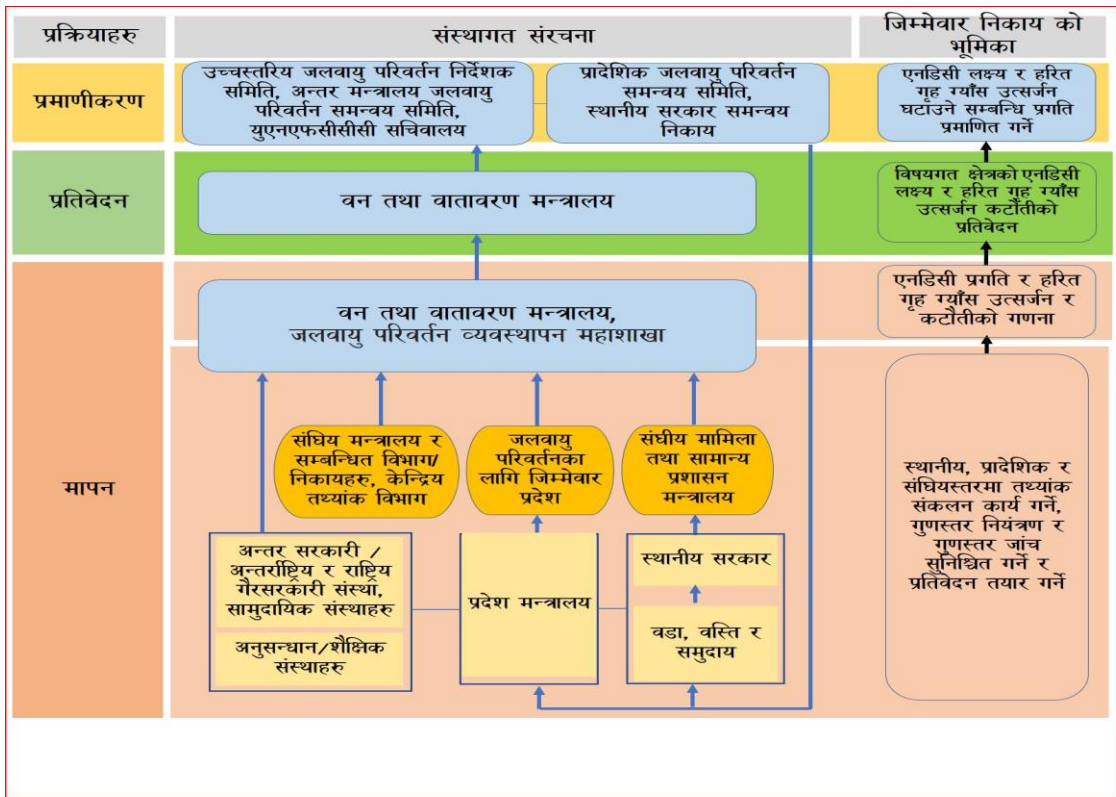 प्रक्रियाहरु
संस्थागत संरचना
जिम्मेवार निकाय को
भूमिका
प्रमाणीकरण
उच्चस्तरिय जलवायु परिवर्तन निर्देशक
समिति, अन्तर मन्त्रालय जलवायु
परिवर्तन समन्वय समिति,
युएनएफसीसीसी सचिवालय
प्रादेशिक जलवायु परिवर्तन
समन्वय समिति,
स्थानीय सरकार समन्वय
निकाय
एनडिसी लक्ष्य र हरित
गृह ग्याँस उत्सर्जन
घटाउने सम्बन्धि प्रगति
प्रमाणित गर्ने
प्रतिवेदन
वन तथा वातावरण मन्त्रालय
विषयगत क्षेत्रको एनडिसी
लक्ष्य र हरित गृह ग्याँस
उत्सर्जन कटौतीको
प्रतिवेदन
मापन
वन तथा वातावरण मन्त्रालय,
जलवायु परिवर्तन व्यवस्थापन महाशाखा
एनडिसी प्रगति र हरित
गृह ग्याँस उत्सर्जन र
कटौतीको गणना
संघिय मन्त्रालय र
सम्बन्धित विभाग/
निकायहरु, केन्द्रिय
तथ्यांक विभाग
जलवायु
परिवर्तनका
लागि जिम्मेवार
प्रदेश
संघीय मामिला
तथा सामान्य
प्रशासन
मन्त्रालय
अन्तर सरकारी /
अन्तर्राष्ट्रिय र राष्ट्रिय
गैरसरकारी संस्था,
सामुदायिक संस्थाहरु
अनुसन्धान/शैक्षिक
संस्थाहरु
प्रदेश मन्त्रालय
स्थानीय सरकार
वडा, वस्ति र
समुदाय
स्थानीय, प्रादेशिक र
संघियस्तरमा तथ्यांक
संकलन कार्य गर्ने,
गुणस्तर नियंत्रण र
गुणस्तर जांच
सुनिश्चित गर्ने र
प्रतिवेदन तयार गर्ने